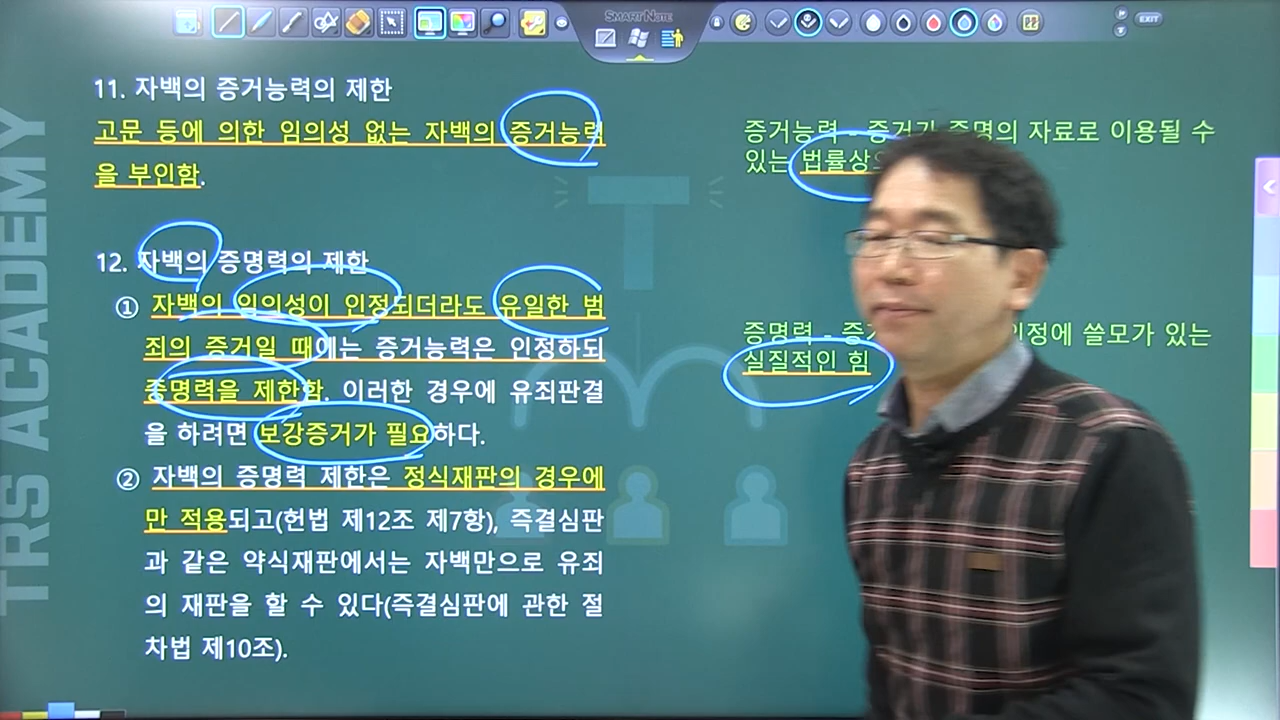 SMART NOTE
EXIT
TRS ACADEMY
11. 자백의 증거능력의 제한
고문 등에 의한 임의성 없는 자백의 증거능력
을 부인함.
12. 자백의 증명력의 제한
① 자백의 임의성이 인정되더라도 유일한 범
죄의 증거일 때에는 증거능력은 인정하되
증명력을 제한함. 이러한 경우에 유죄판결
을 하려면 보강증거가 필요하다.
② 자백의 증명력 제한은 정식재판의 경우에
만 적용되고(헌법 제12조 제7항), 즉결심판
과 같은 약식재판에서는 자백만으로 유죄
의 재판을 할 수 있다(즉결심판에 관한 절
차법 제10조).
증거능력 - 증거가 증명의 자료로 이용될 수
있는 법률상
증명력 - 인정에 쓸모가 있는
실질적인 힘